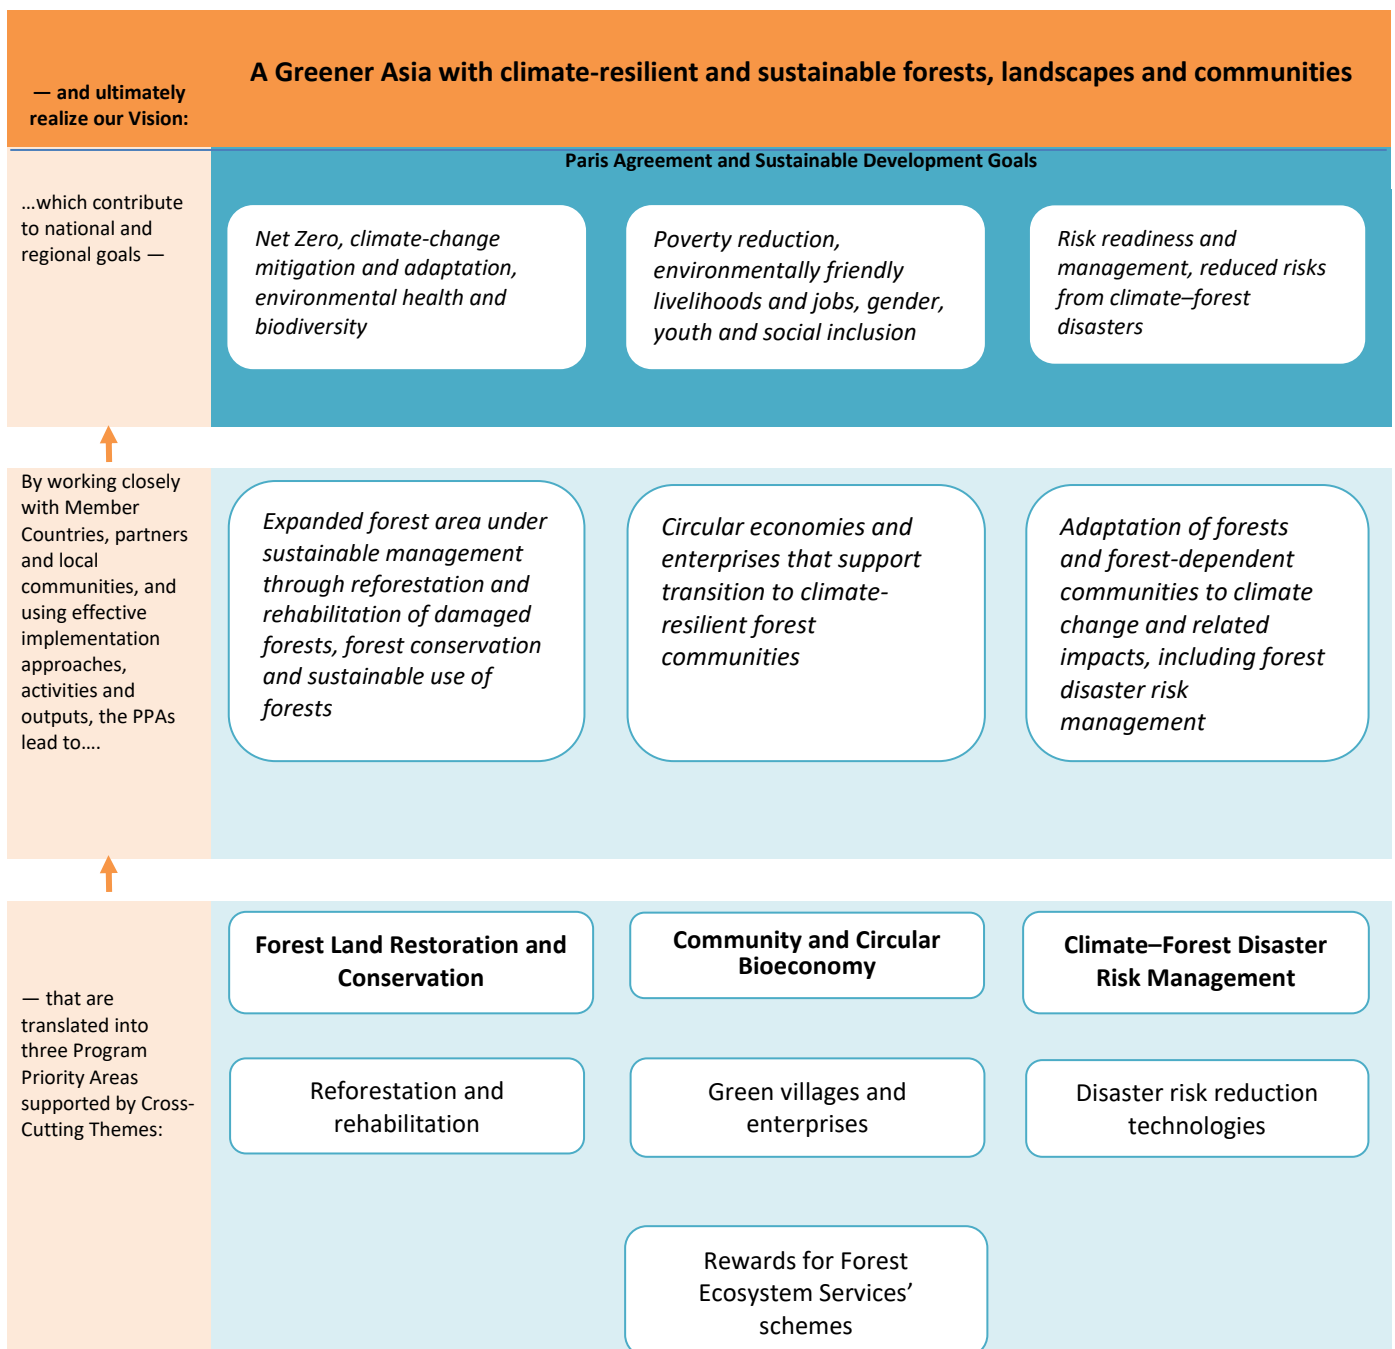 A Greener Asia with climate-resilient and sustainable forests, landscapes and communities
— and ultimately
realize our Vision:
Paris Agreement and Sustainable Development Goals
…which contribute
to national and
regional goals —
Net Zero, climate-change
mitigation and adaptation,
environmental health and
biodiversity
Poverty reduction,
environmentally friendly
livelihoods and jobs, gender,
youth and social inclusion
Risk readiness and
management, reduced risks
from climate–forest
disasters
By working closely
with Member
Countries, partners
and local
communities, and
using effective
implementation
approaches,
activities and
outputs, the PPAs
lead to….
Expanded forest area under
sustainable management
through reforestation and
rehabilitation of damaged
forests, forest conservation
and sustainable use of
forests
Circular economies and
enterprises that support
transition to climate-
resilient forest
communities
Adaptation of forests
and forest-dependent
communities to climate
change and related
impacts, including forest
disaster risk
management
— that are
translated into
three Program
Priority Areas
supported by Cross-
Cutting Themes:
Forest Land Restoration and
Conservation
Community and Circular
Bioeconomy
Climate–Forest Disaster
Risk Management
Reforestation and
rehabilitation
Green villages and
enterprises
Disaster risk reduction
technologies
Rewards for Forest
Ecosystem Services’
schemes